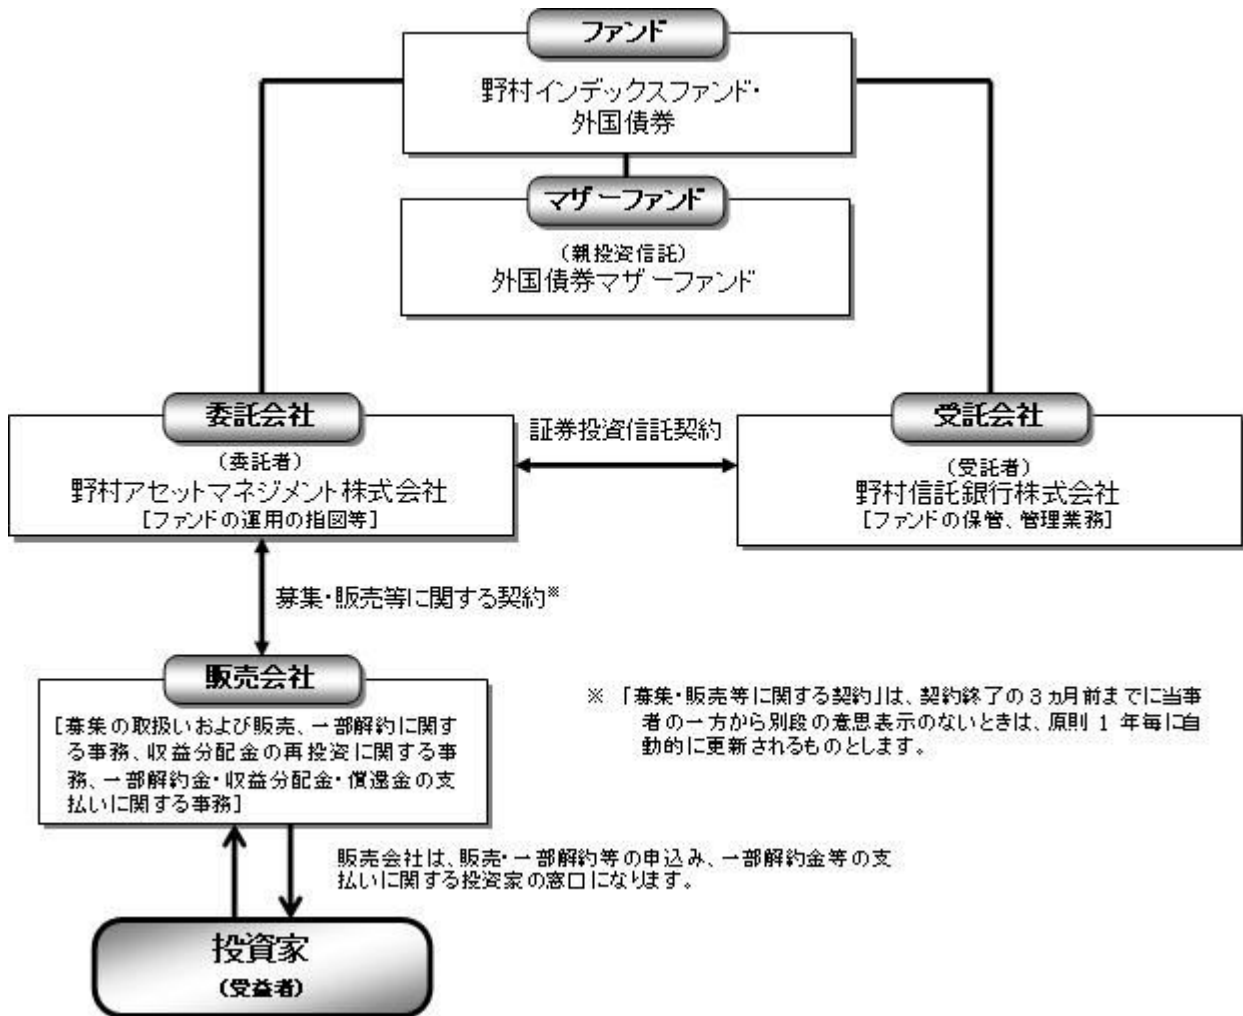 ファンド
野村インデックスファンド・
外国債券
マザーファンド
（親投資信託）
外国債券マザーファンド
委託会社
（委託者）
野村アセットマネジメント株式会社
［ファンドの運用の指図等］
証券投資信託契約
受託会社
（受託者）
野村信託銀行株式会社
［ファンドの保管、管理業務］
募集・販売等に関する契約※
販売会社
［募集の取扱いおよび販売、一部解約に関す
る事務、収益分配金の再投資に関する事
務、一部解約金・収益分配金・償還金の支
払いに関する事務］
※ 「募集・販売等に関する契約」は、契約終了の３ヵ月前までに当事
者の一方から別段の意思表示のないときは、原則 1 年毎に自
動的に更新されるものとします。
販売会社は、販売・一部解約等の申込み、一部解約金等の支
払いに関する投資家の窓口になります。
投資家
（受益者）